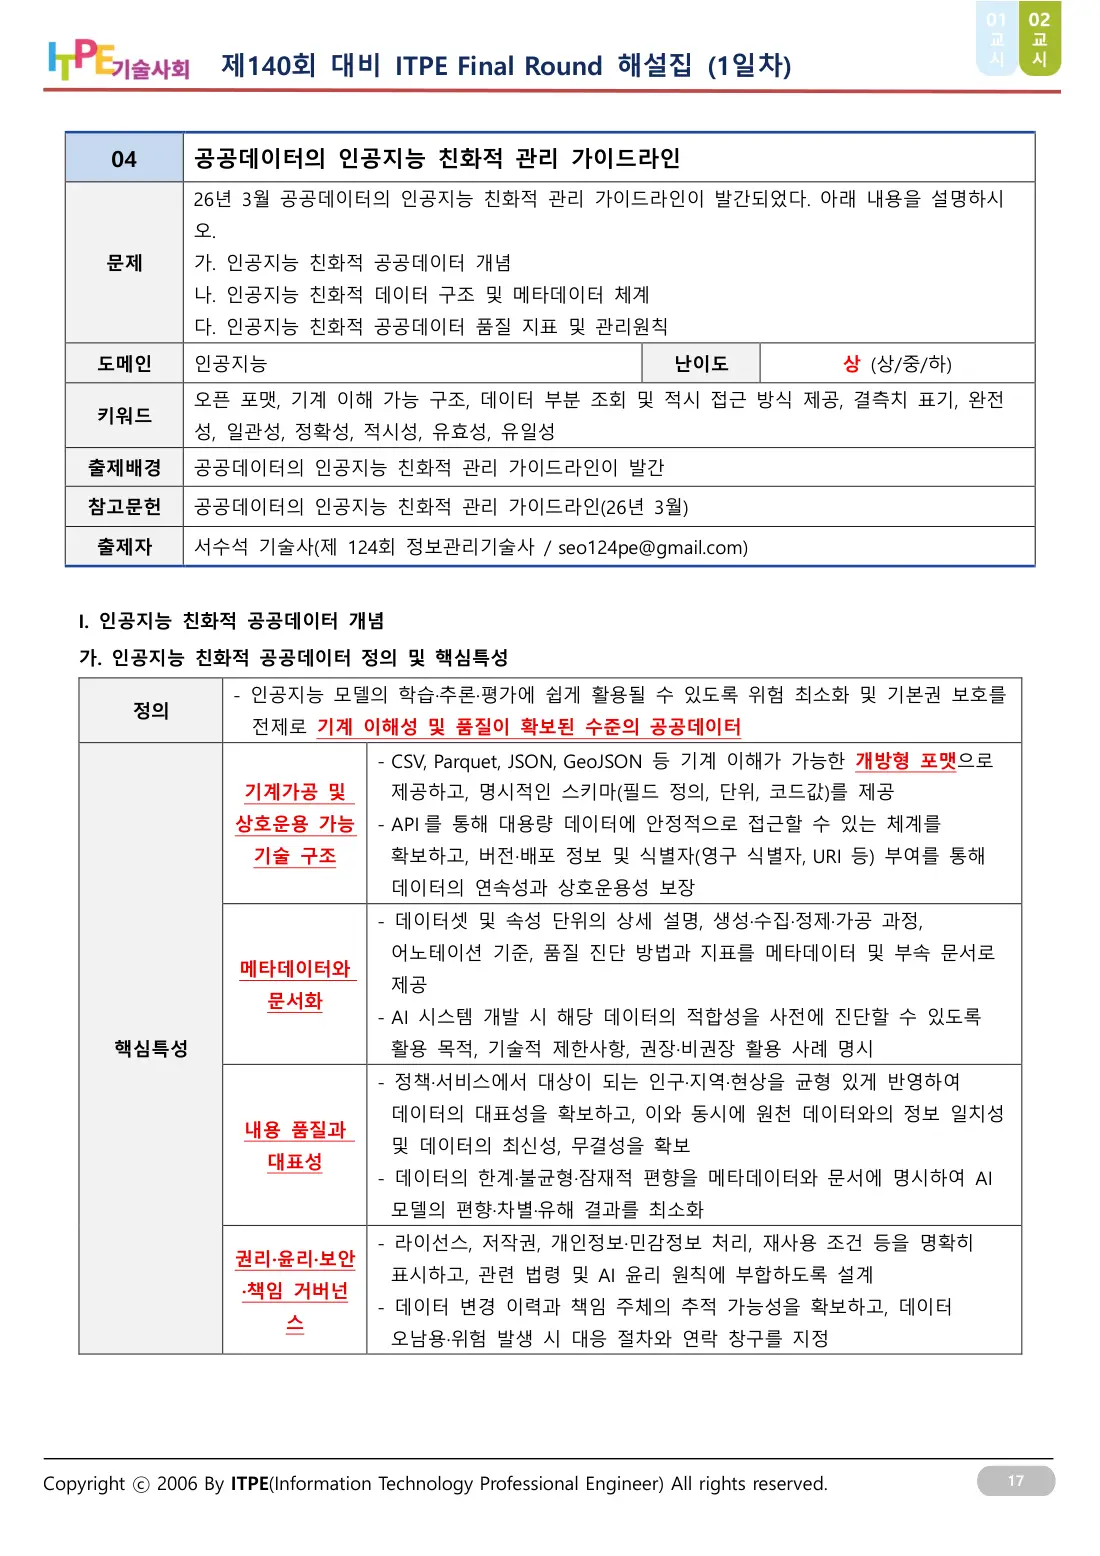 ITPE기술사회 제140회 대비 ITPE Final Round 해설집 (1일차)
01
교
시
02
교
시
04 공공데이터의 인공지능 친화적 관리 가이드라인
문제
26년 3월 공공데이터의 인공지능 친화적 관리 가이드라인이 발간되었다. 아래 내용을 설명하시
오.
가. 인공지능 친화적 공공데이터 개념
나. 인공지능 친화적 데이터 구조 및 메타데이터 체계
다. 인공지능 친화적 공공데이터 품질 지표 및 관리원칙
도메인 인공지능 난이도 상 (상/중/하)
키워드
오픈 포맷, 기계 이해 가능 구조, 데이터 부분 조회 및 적시 접근 방식 제공, 결측치 표기, 완전
성, 일관성, 정확성, 적시성, 유효성, 유일성
출제배경 공공데이터의 인공지능 친화적 관리 가이드라인이 발간
참고문헌 공공데이터의 인공지능 친화적 관리 가이드라인(26년 3월)
출제자 서수석 기술사(제 124회 정보관리기술사 / seo124pe@gmail.com)
I. 인공지능 친화적 공공데이터 개념
가. 인공지능 친화적 공공데이터 정의 및 핵심특성
정의
- 인공지능 모델의 학습·추론·평가에 쉽게 활용될 수 있도록 위험 최소화 및 기본권 보호를
전제로 기계 이해성 및 품질이 확보된 수준의 공공데이터
핵심특성
기계가공 및
상호운용 가능
기술 구조
- CSV, Parquet, JSON, GeoJSON 등 기계 이해가 가능한 개방형 포맷으로
제공하고, 명시적인 스키마(필드 정의, 단위, 코드값)를 제공
- API를 통해 대용량 데이터에 안정적으로 접근할 수 있는 체계를
확보하고, 버전·배포 정보 및 식별자(영구 식별자, URI 등) 부여를 통해
데이터의 연속성과 상호운용성 보장
메타데이터와
문서화
- 데이터셋 및 속성 단위의 상세 설명, 생성·수집·정제·가공 과정,
어노테이션 기준, 품질 진단 방법과 지표를 메타데이터 및 부속 문서로
제공
- AI 시스템 개발 시 해당 데이터의 적합성을 사전에 진단할 수 있도록
활용 목적, 기술적 제한사항, 권장·비권장 활용 사례 명시
내용 품질과
대표성
- 정책·서비스에서 대상이 되는 인구·지역·현상을 균형 있게 반영하여
데이터의 대표성을 확보하고, 이와 동시에 원천 데이터와의 정보 일치성
및 데이터의 최신성, 무결성을 확보
- 데이터의 한계·불균형·잠재적 편향을 메타데이터와 문서에 명시하여 AI
모델의 편향·차별·유해 결과를 최소화
권리·윤리·보안
·책임 거버넌
스
- 라이선스, 저작권, 개인정보·민감정보 처리, 재사용 조건 등을 명확히
표시하고, 관련 법령 및 AI 윤리 원칙에 부합하도록 설계
- 데이터 변경 이력과 책임 주체의 추적 가능성을 확보하고, 데이터
오남용·위험 발생 시 대응 절차와 연락 창구를 지정
Copyright ⓒ 2006 By ITPE(Information Technology Professional Engineer) All rights reserved.
17